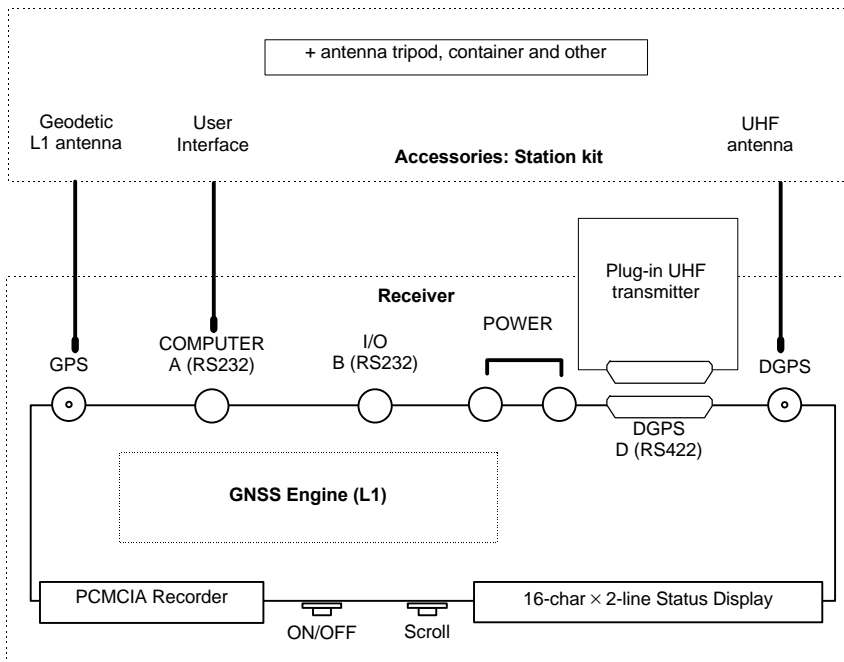 + antenna tripod, container and other
Geodetic
L1 antenna
User
Interface
UHF
antenna
Accessories: Station kit
Plug-in UHF
transmitter
Receiver
POWER
GPS
COMPUTER
A (RS232)
I/O
B (RS232)
DGPS
DGPS
D (RS422)
GNSS Engine (L1)
PCMCIA Recorder
ON/OFF
Scroll
16-char × 2-line Status Display